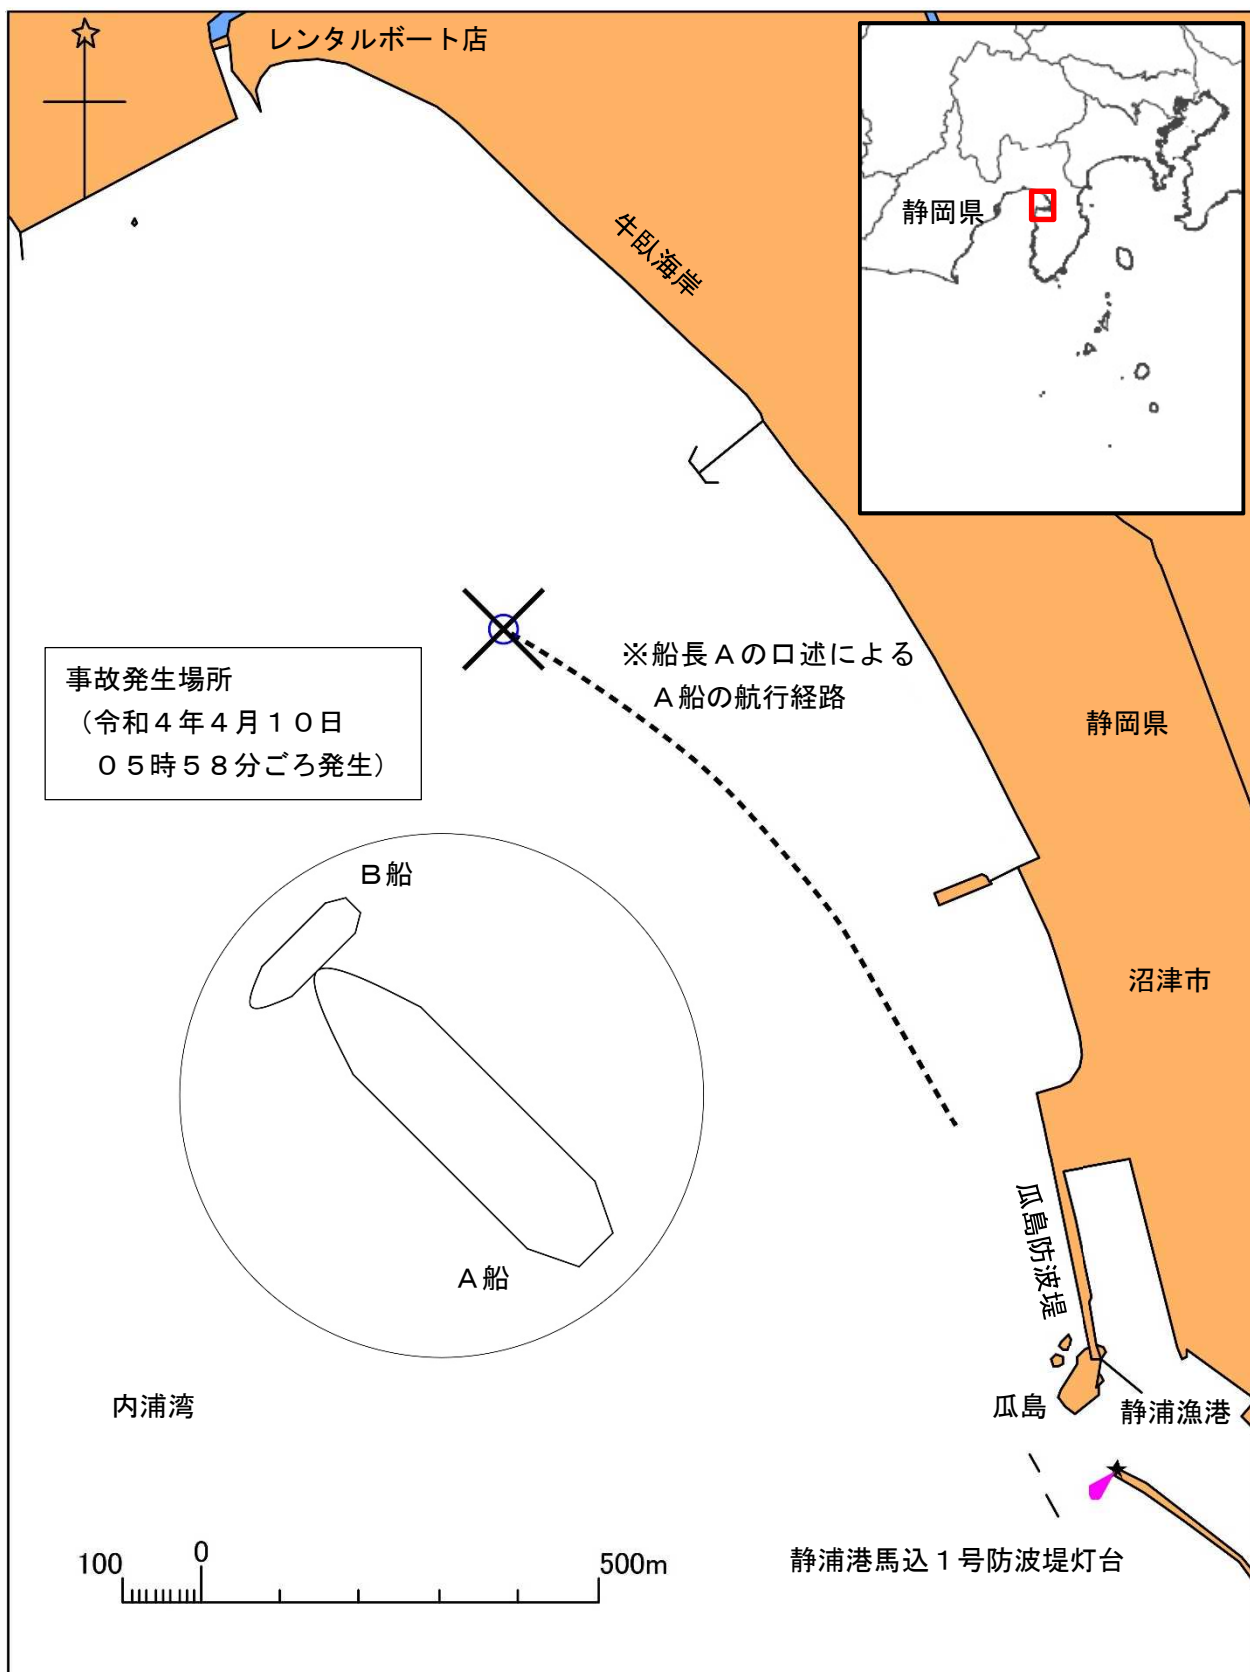 レンタルボート店
静岡県
牛臥海岸
※船長Aの口述による
A船の航行経路
事故発生場所
(令和4年4月10日
05時58分ごろ発生)
静岡県
B船
沼津市
A船
瓜島防波堤
内浦湾
瓜島
静浦漁港
静浦港馬込1号防波堤灯台
100 0 500m